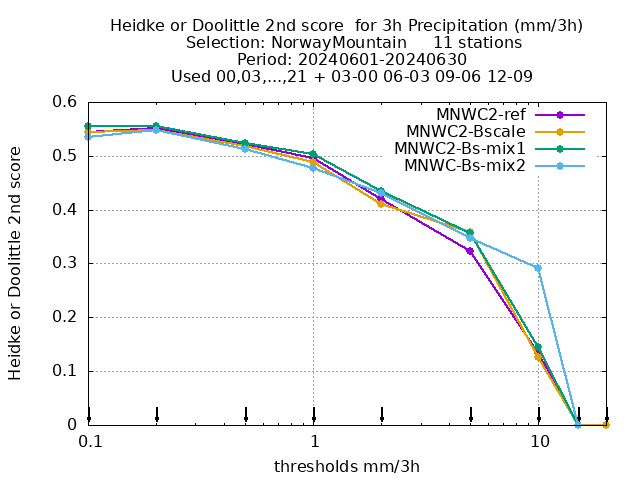 Heidke or Doolittle 2nd score  for 3h Precipitation (mm/3h)
Selection: NorwayMountain     11 stations
Period: 20240601-20240630
Used 00,03,...,21 + 03-00 06-03 09-06 12-09
Heidke or Doolittle 2nd score
0.6
0.5
0.4
0.3
0.2
0.1
0
MNWC2-ref
MNWC2-Bscale
MNWC2-Bs-mix1
MNWC-Bs-mix2
0.1
1
10
thresholds mm/3h